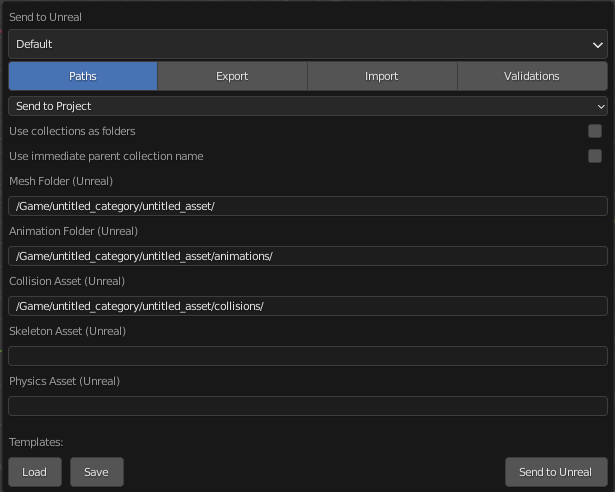 Send to Unreal
Default
Paths Export Import Validations
Send to Project
Use collections as folders
Use immediate parent collection name
Mesh Folder (Unreal)
/Game/untitled_category/untitled_asset/
Animation Folder (Unreal)
/Game/untitled_category/untitled_asset/animations/
Collision Asset (Unreal)
/Game/untitled_category/untitled_asset/collisions/
Skeleton Asset (Unreal)
Physics Asset (Unreal)
Templates:
Load Save Send to Unreal